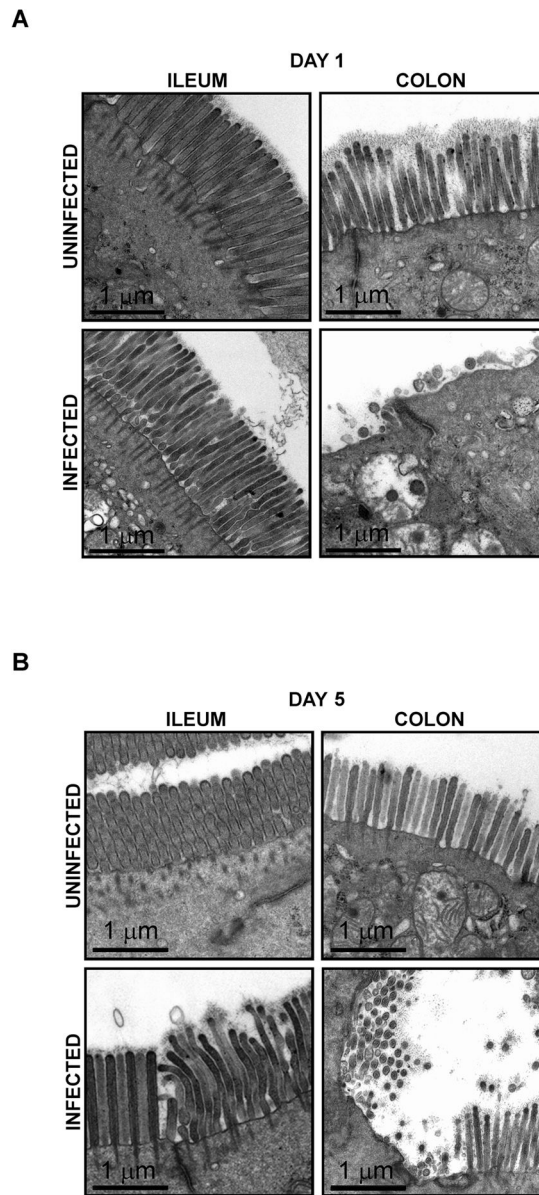 A
DAY 1
ILEUM
COLON
UNINFECTED
1 μm
1 μm
INFECTED
1 μm
1 μm
B
DAY 5
ILEUM
COLON
UNINFECTED
1 μm
1 μm
INFECTED
1 μm
1 μm